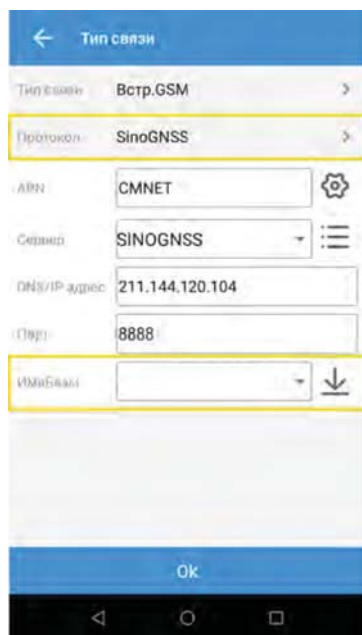 Тип связи
Тип связи Встр.GSM
Протокол SinoGNSS
APN CMNET
Сервер SINOGNSS
DNS/IP адрес 211.144.120.104
Порт 8888
ИмяБазы
Ok